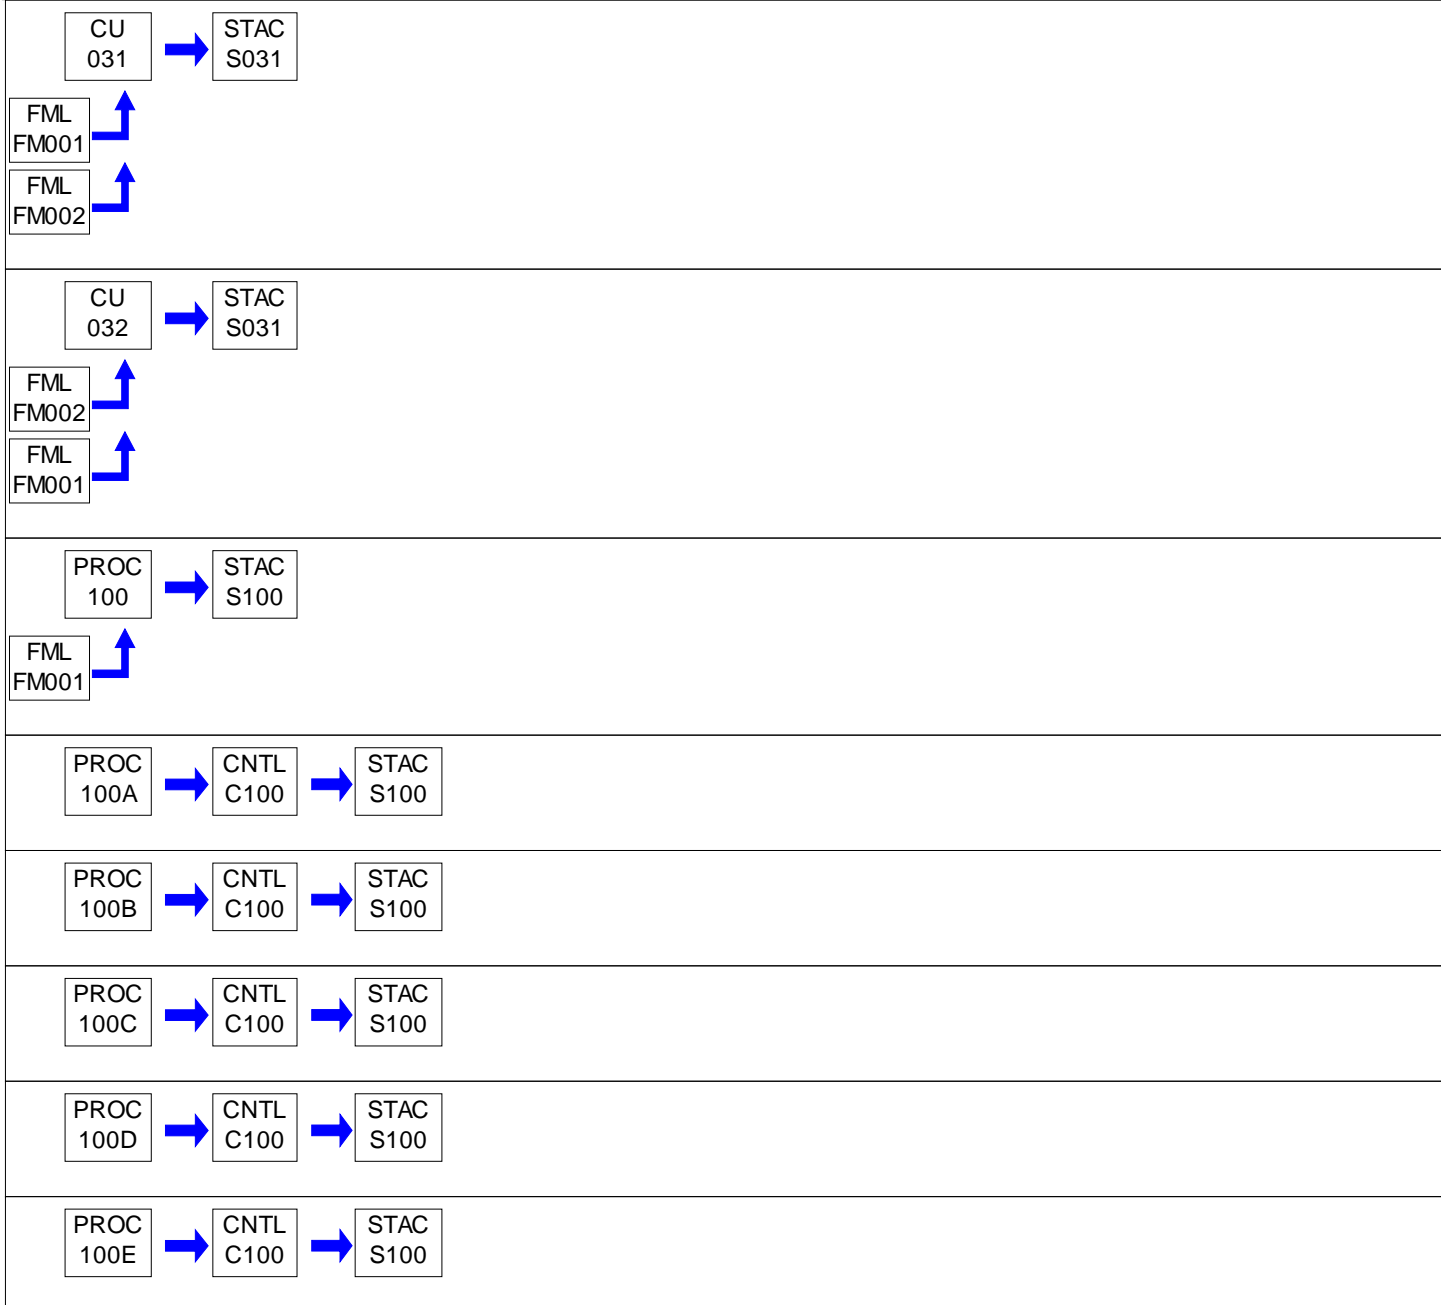 CU
031
STAC
S031
FML
FM001
FML
FM002
CU
032
STAC
S031
FML
FM002
FML
FM001
PROC
100
STAC
S100
FML
FM001
PROC
100A
CNTL
C100
STAC
S100
PROC
100B
CNTL
C100
STAC
S100
PROC
100C
CNTL
C100
STAC
S100
PROC
100D
CNTL
C100
STAC
S100
PROC
100E
CNTL
C100
STAC
S100